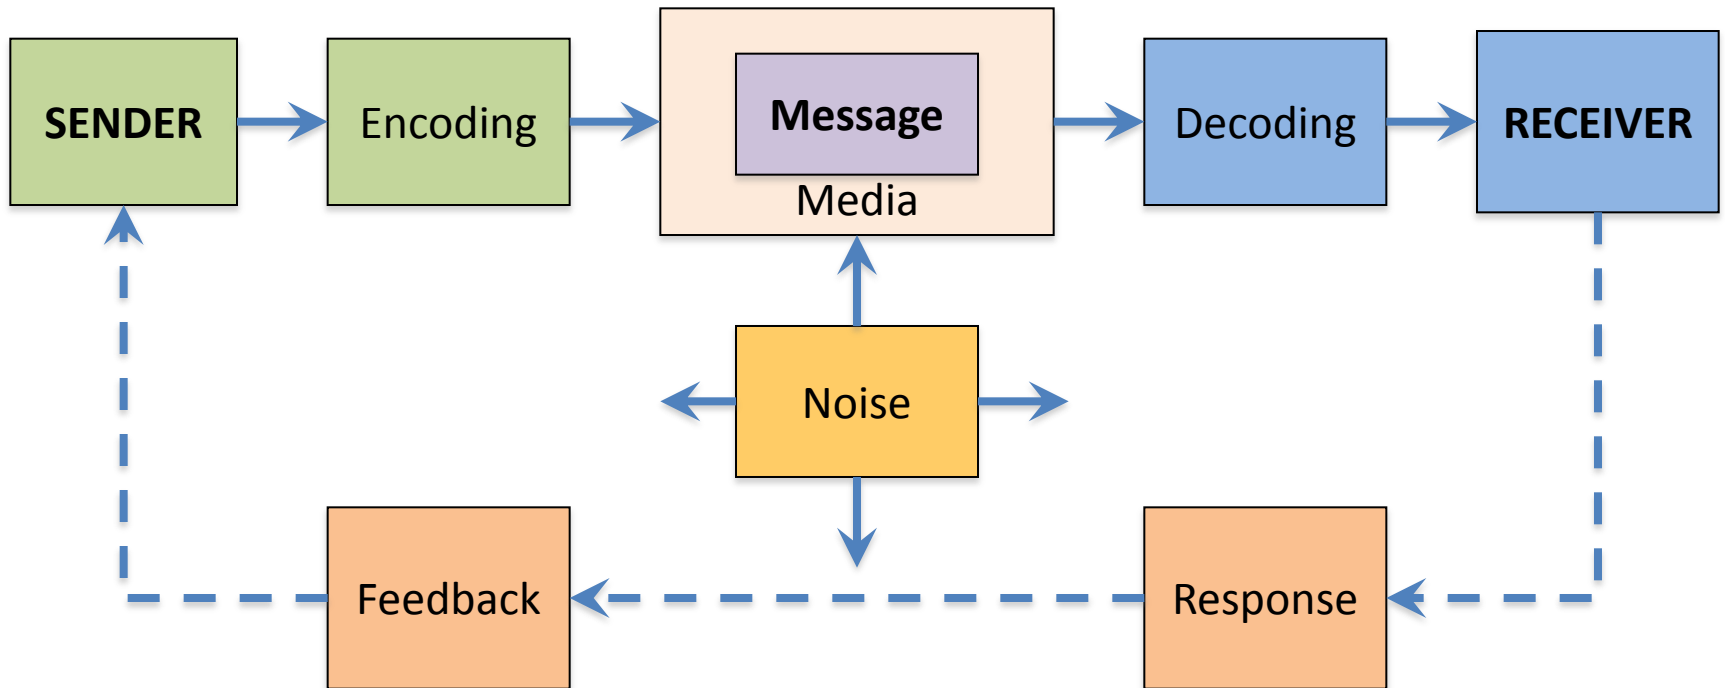 SENDER
Encoding
Message
Media
Decoding
RECEIVER
Noise
Feedback
Response